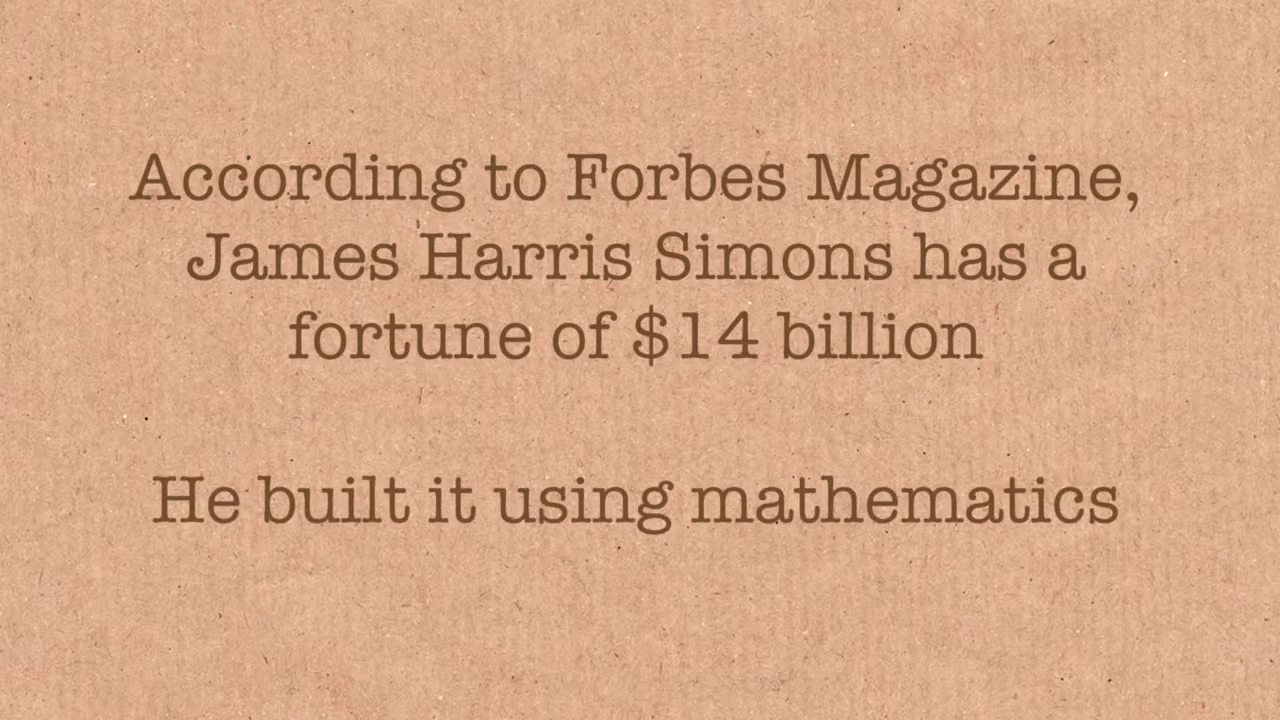 According to Forbes Magazine,
James Harris Simons has a
fortune of $14 billion
He built it using mathematics